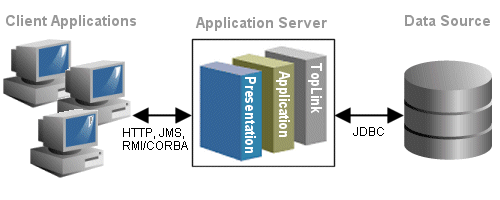 Client Applications
Application Server
Data Source
Presentation
Application
TopLink
HTTP, JMS,
RMI/CORBA
JDBC